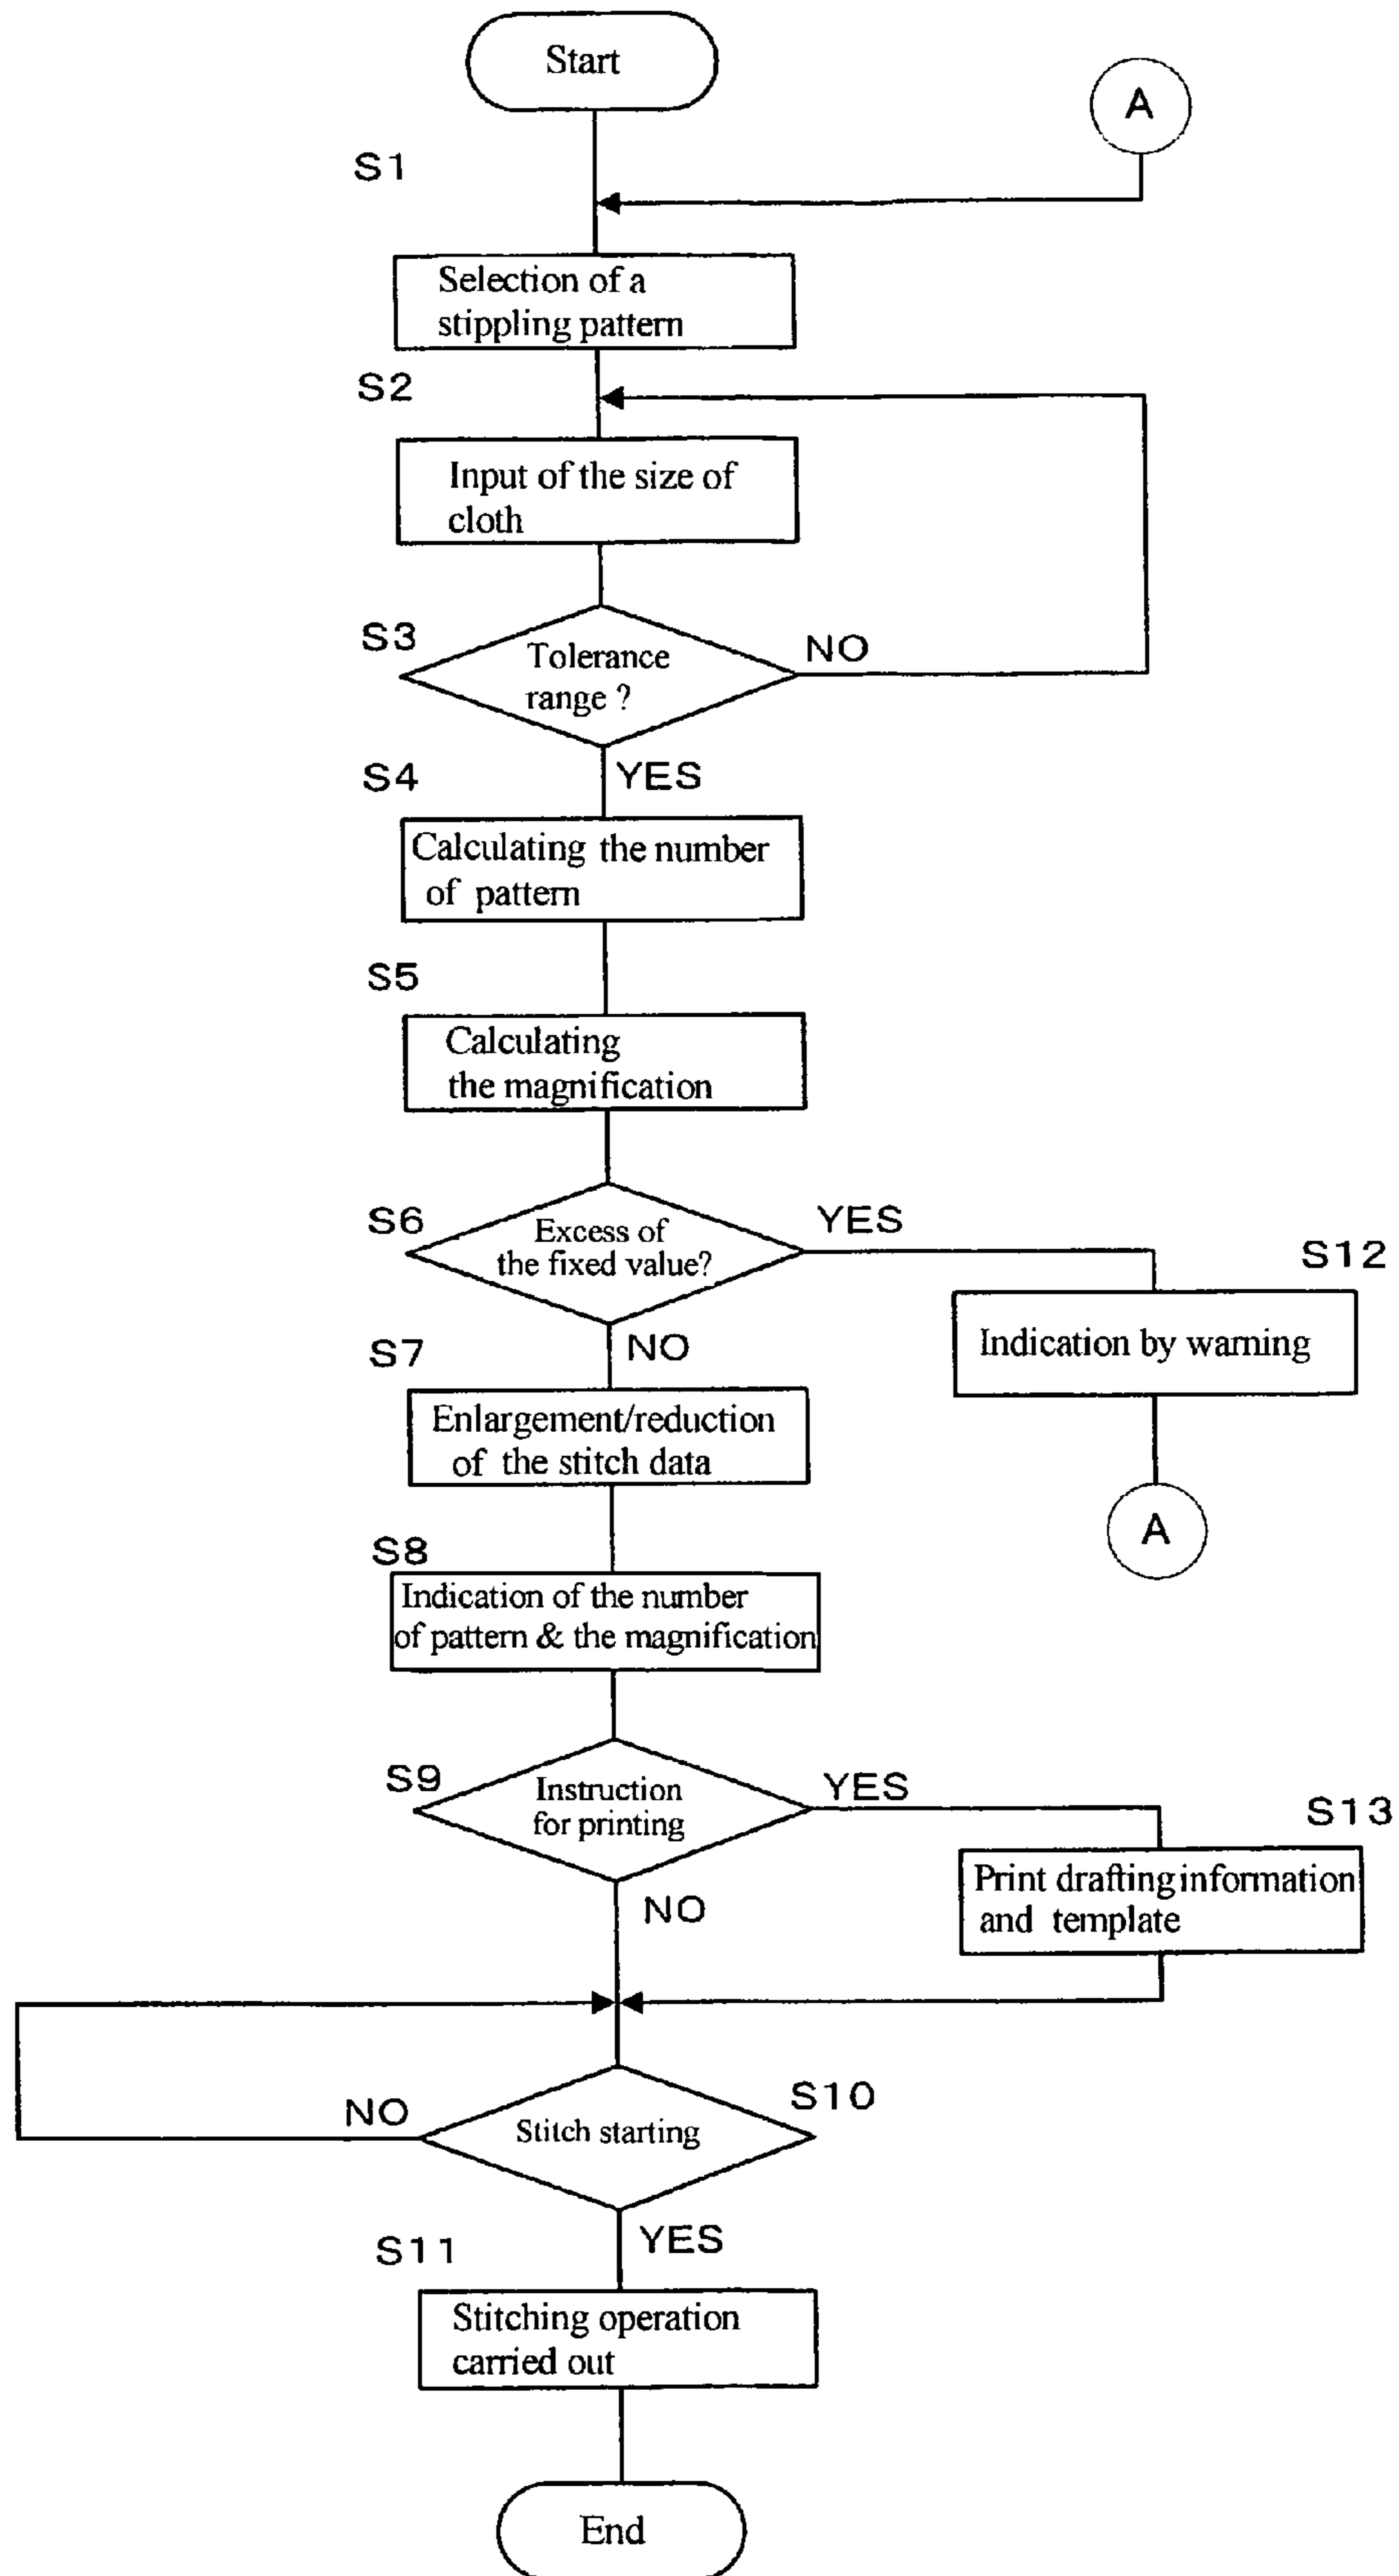 Start
A
S1
Selection of a
stippling pattern
S2
Input of the size of
cloth
S3
Tolerance
range ?
NO
S4
YES
Calculating the number
of pattern
S5
Calculating
the magnification
S6
Excess of
the fixed value?
YES
S12
Indication by warning
A
S7
NO
Enlargement/reduction
of the stitch data
S8
Indication of the number
of pattern & the magnification
S9
Instruction
for printing
YES
S13
Print drafting information
and template
NO
S10
NO
Stitch starting
S11
YES
Stitching operation
carried out
End